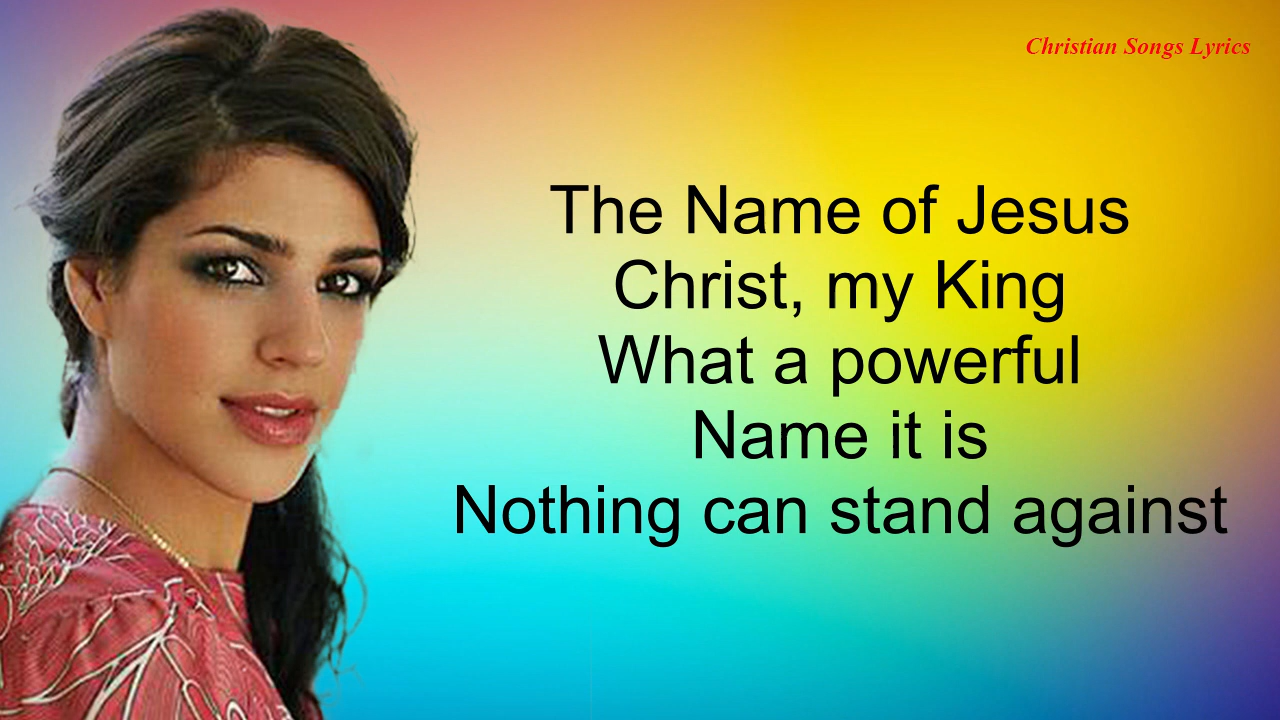 Christian Songs Lyrics
The Name of Jesus
Christ, my King
What a powerful
Name it is
Nothing can stand against